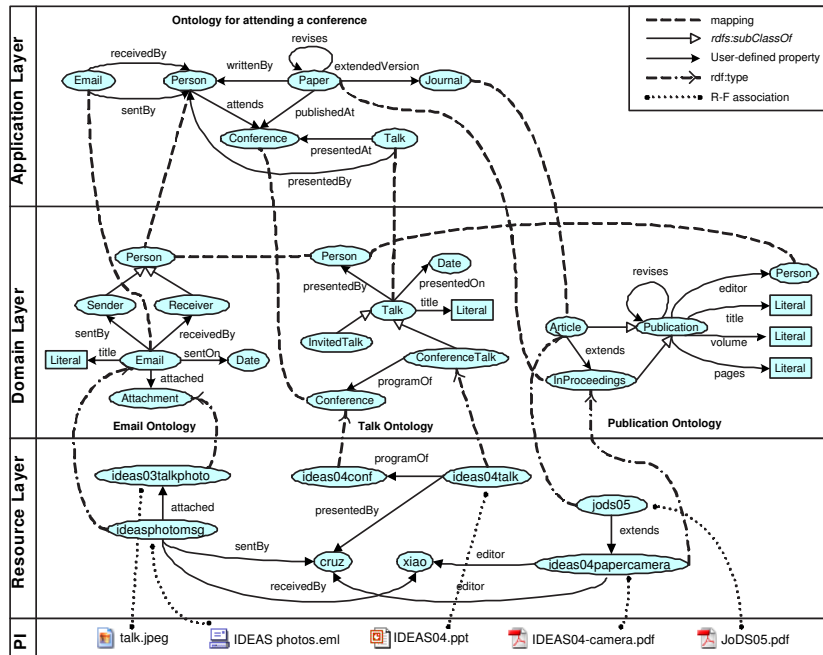 Ontology for attending a conference
mapping
rdfs:subClassOf
User-defined property
rdf:type
R-F association
Application Layer
receivedBy
revises
writtenBy
extendedVersion
Email
Person
Paper
Journal
sentBy
attends
publishedAt
Conference
Talk
presentedAt
presentedBy
Domain Layer
Person
Sender
Receiver
sentBy
receivedBy
Literal
title
Email
sentOn
Date
attached
Attachment
Email Ontology
Person
Date
presentedBy
presentedOn
Talk
title
Literal
InvitedTalk
ConferenceTalk
programOf
Conference
Talk Ontology
revises
Person
editor
Article
Publication
title
Literal
extends
volume
Literal
InProceedings
pages
Literal
Publication Ontology
Resource Layer
ideas03talkphoto
attached
ideasphotomsg
sentBy
receivedBy
ideas04conf
programOf
ideas04talk
presentedBy
cruz
xiao
editor
editor
jods05
extends
ideas04papercamera
PI
talk.jpeg
IDEAS photos.eml
IDEAS04.ppt
IDEAS04-camera.pdf
JoDS05.pdf